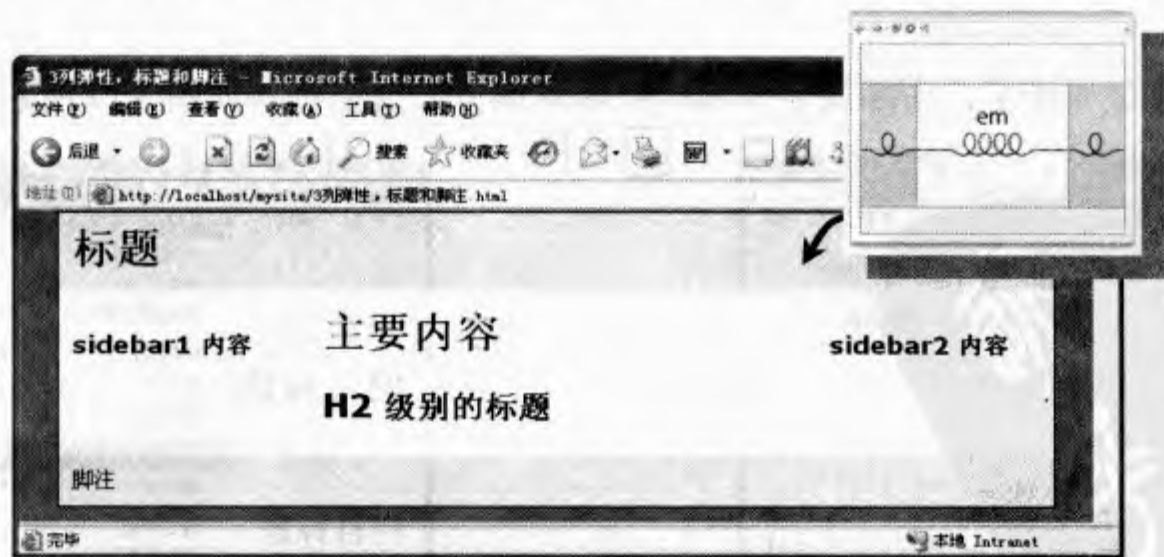 3列弹性，标题和脚注 - Microsoft Internet Explorer
文件(F) 编辑(E) 查看(V) 收藏(A) 工具(T) 帮助(H)
后退 搜索 收藏夹
地址(D) http://localhost/mysite/3列弹性，标题和脚注.html
em
标题
sidebar1 内容
主要内容
sidebar2 内容
H2 级别的标题
脚注
完毕
本地 Intranet